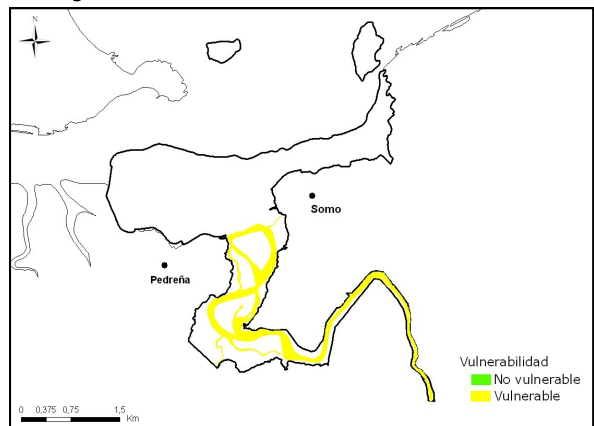 N
Somo
Pedreña
Vulnerabilidad
No vulnerable
Vulnerable
0 0,375 0,75 1,5
Km